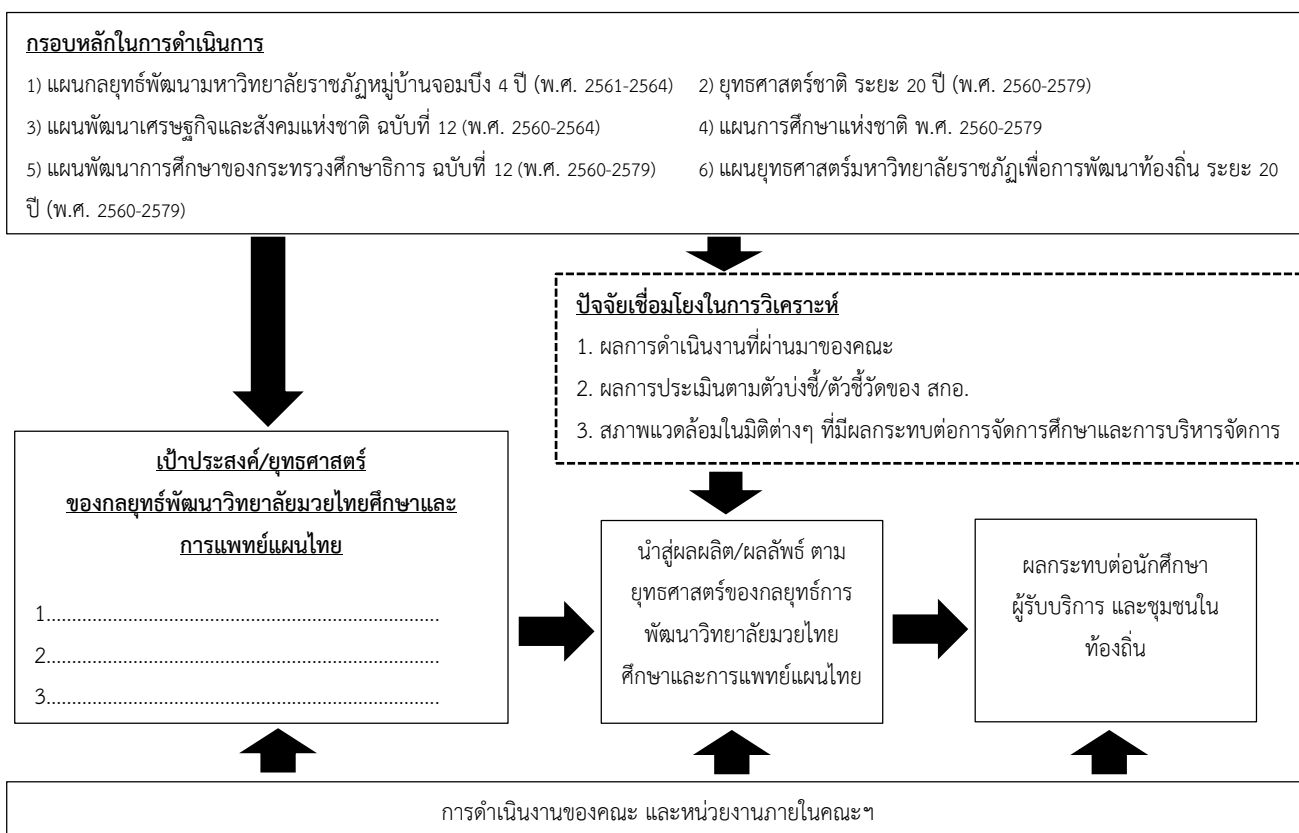 กรอบหลักในการดำเนินการ
1) แผนกลยุทธ์พัฒนามหาวิทยาลัยราชภัฏหมู่บ้านจอมบึง 4 ปี (พ.ศ. 2561-2564) 2) ยุทธศาสตร์ชาติ ระยะ 20 ปี (พ.ศ. 2560-2579)
3) แผนพัฒนาเศรษฐกิจและสังคมแห่งชาติ ฉบับที่ 12 (พ.ศ. 2560-2564) 4) แผนการศึกษาแห่งชาติ พ.ศ. 2560-2579
5) แผนพัฒนาการศึกษาของกระทรวงศึกษาธิการ ฉบับที่ 12 (พ.ศ. 2560-2579) 6) แผนยุทธศาสตร์มหาวิทยาลัยราชภัฏเพื่อการพัฒนาท้องถิ่น ระยะ 20
ปี (พ.ศ. 2560-2579)
ปัจจัยเชื่อมโยงในการวิเคราะห์
1. ผลการดำเนินงานที่ผ่านมาของคณะ
2. ผลการประเมินตามตัวบ่งชี้/ตัวชี้วัดของ สกอ.
3. สภาพแวดล้อมในมิติต่างๆ ที่มีผลกระทบต่อการจัดการศึกษาและการบริหารจัดการ
เป้าประสงค์/ยุทธศาสตร์
ของกลยุทธ์พัฒนาวิทยาลัยมวยไทยศึกษาและ
การแพทย์แผนไทย
1.............................................................................
2.............................................................................
3.............................................................................
นำสู่ผลผลิต/ผลลัพธ์ ตาม
ยุทธศาสตร์ของกลยุทธ์การ
พัฒนาวิทยาลัยมวยไทย
ศึกษาและการแพทย์แผนไทย
ผลกระทบต่อนักศึกษา
ผู้รับบริการ และชุมชนใน
ท้องถิ่น
การดำเนินงานของคณะ และหน่วยงานภายในคณะฯ